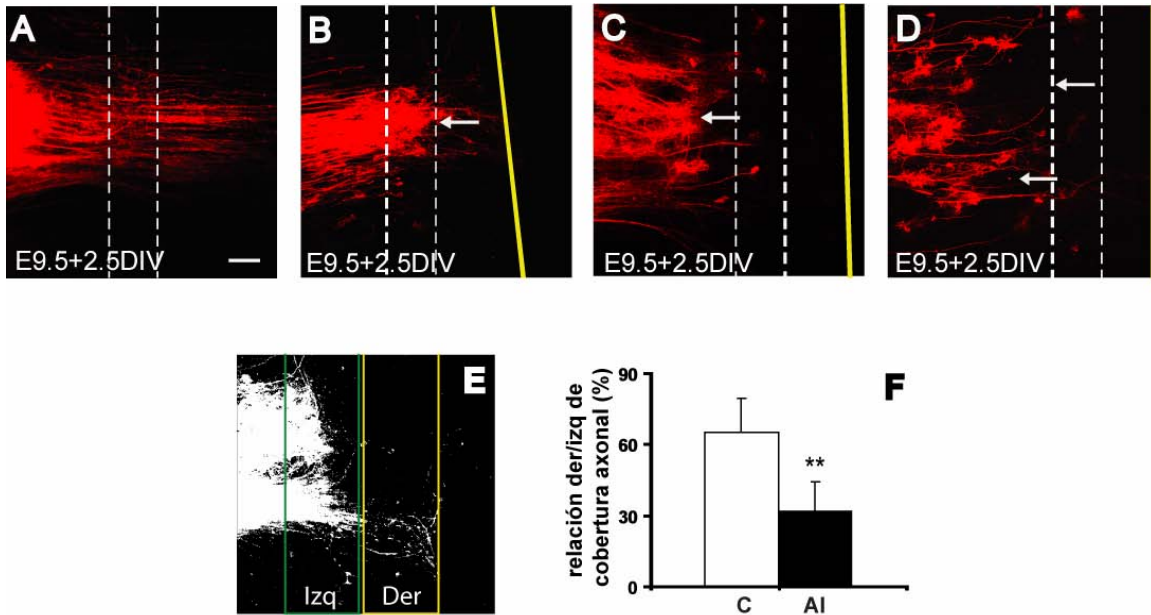 A
B
C
D
E9.5+2.5DIV
E9.5+2.5DIV
E9.5+2.5DIV
E9.5+2.5DIV
E
Izq
Der
F
relación der/izq de
cobertura axonal (%)
90
60
30
0
**
C
AI